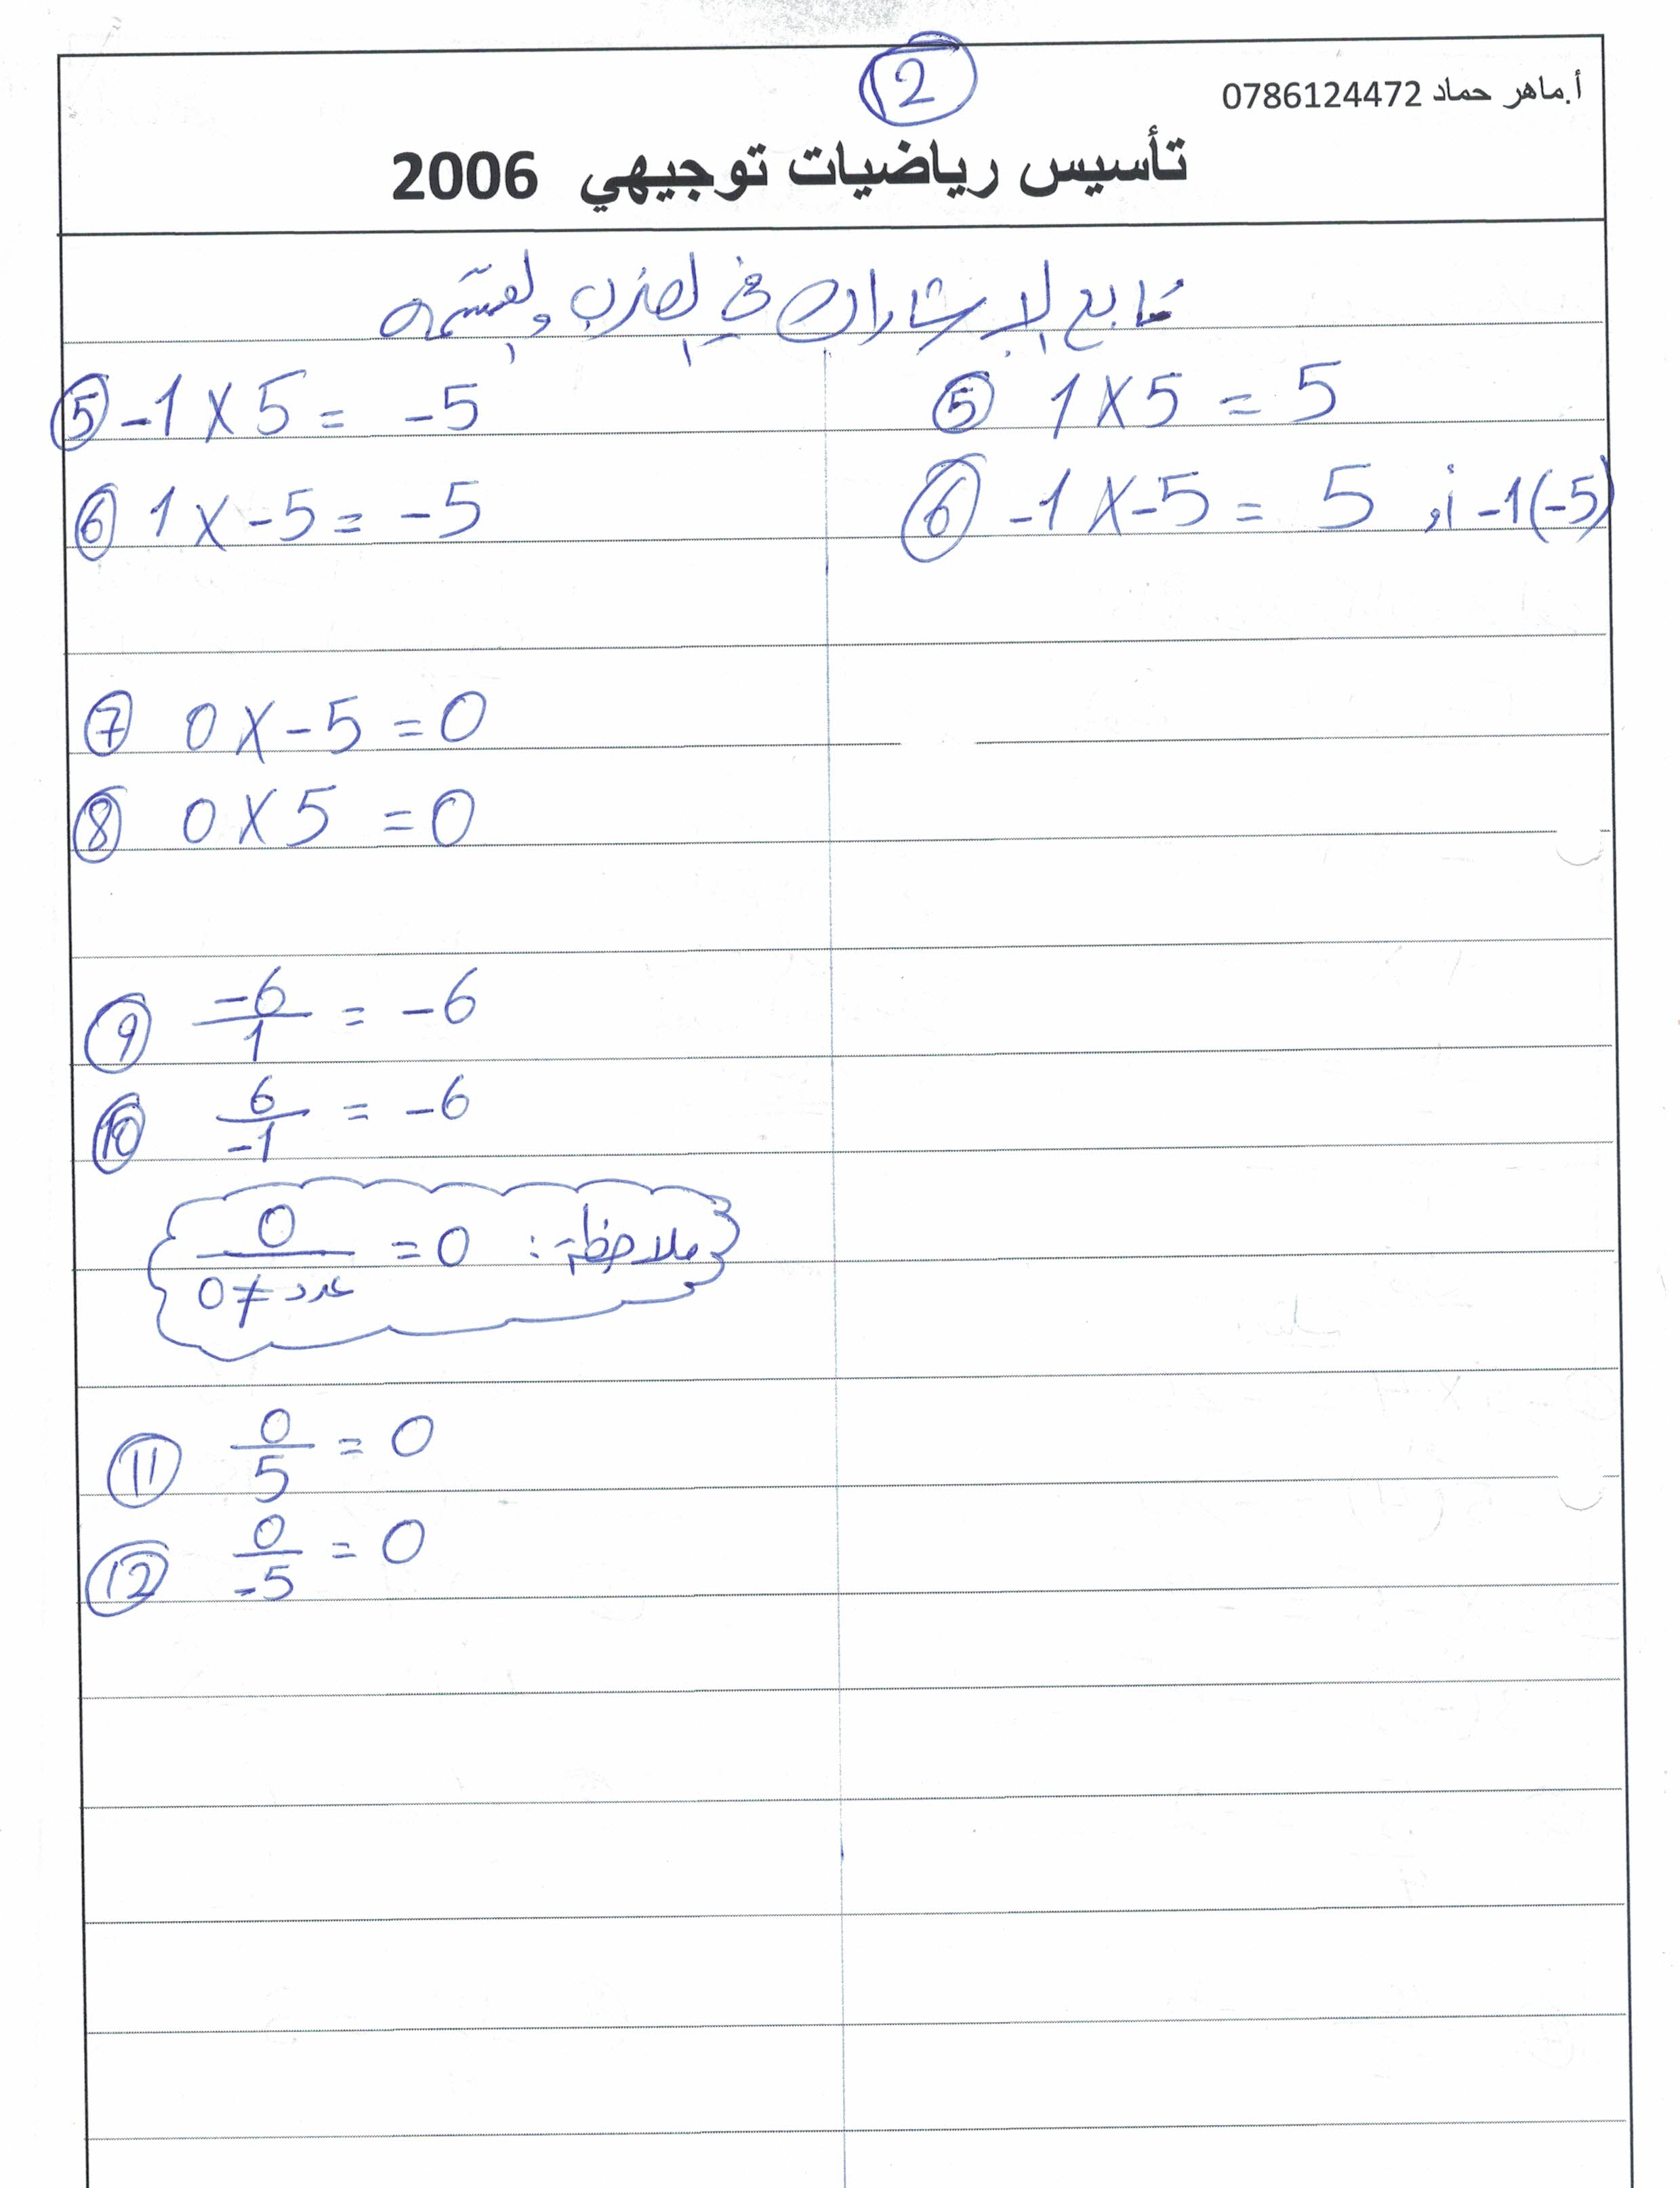 2
أ.ماهر حماد 0786124472
تأسيس رياضيات توجيهي 2006
تابع الإشارات في الضرب والقسمة
⑤ -1 × 5 = -5
⑥ 1 × -5 = -5
⑤ 1 × 5 = 5
⑥ -1 × -5 = 5 أو -1(-5)
⑦ 0 × -5 = 0
⑧ 0 × 5 = 0
⑨ -6/1 = -6
⑩ 6/-1 = -6
ملاحظة: 0/عدد ≠ 0 = 0
⑪ 0/5 = 0
⑫ 0/-5 = 0